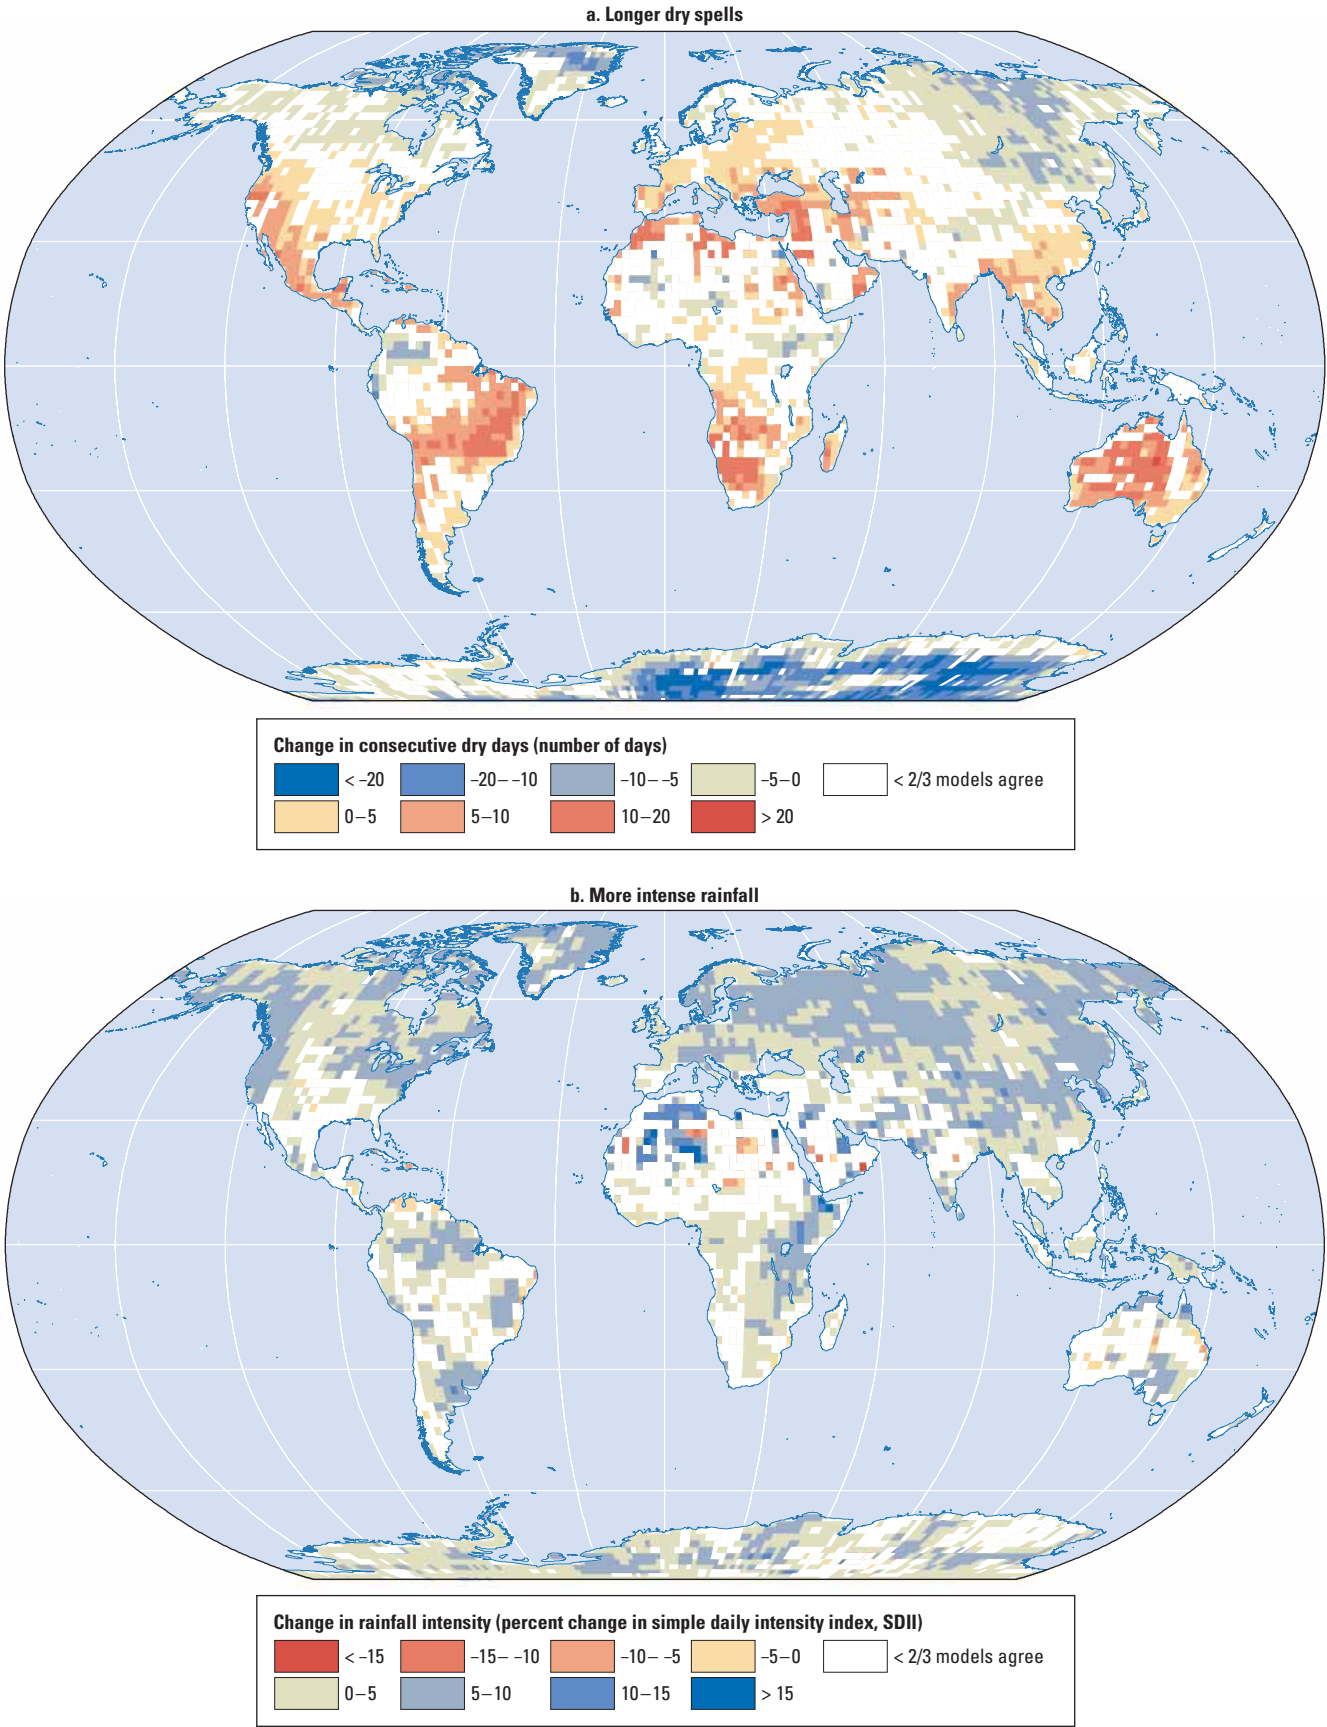 a. Longer dry spells
Change in consecutive dry days (number of days)
< –20 –20– –10 –10– –5 –5–0 < 2/3 models agree
0–5 5–10 10–20 > 20
b. More intense rainfall
Change in rainfall intensity (percent change in simple daily intensity index, SDII)
< –15 –15– –10 –10– –5 –5–0 < 2/3 models agree
0–5 5–10 10–15 > 15